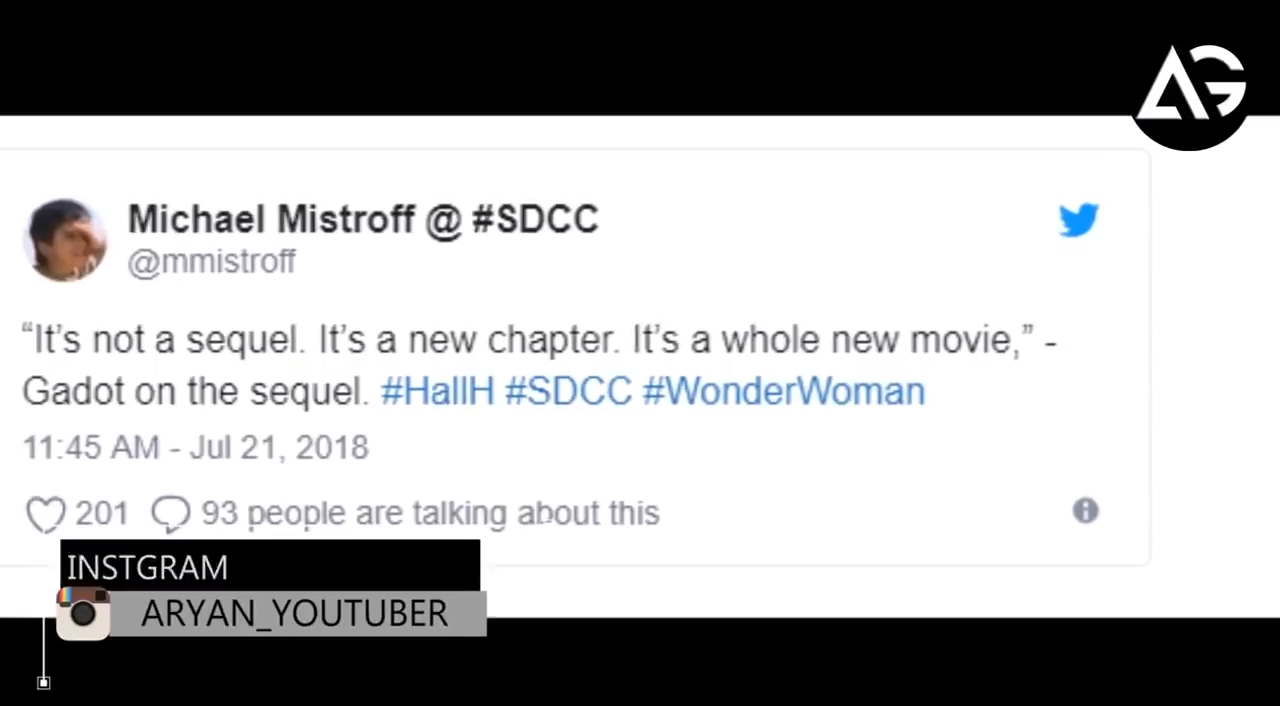 AG
Michael Mistroff @ #SDCC
@mmistroff
“It’s not a sequel. It’s a new chapter. It’s a whole new movie,” -
Gadot on the sequel. #HallH #SDCC #WonderWoman
11:45 AM - Jul 21, 2018
201 93 people are talking about this
INSTGRAM
ARYAN_YOUTUBER